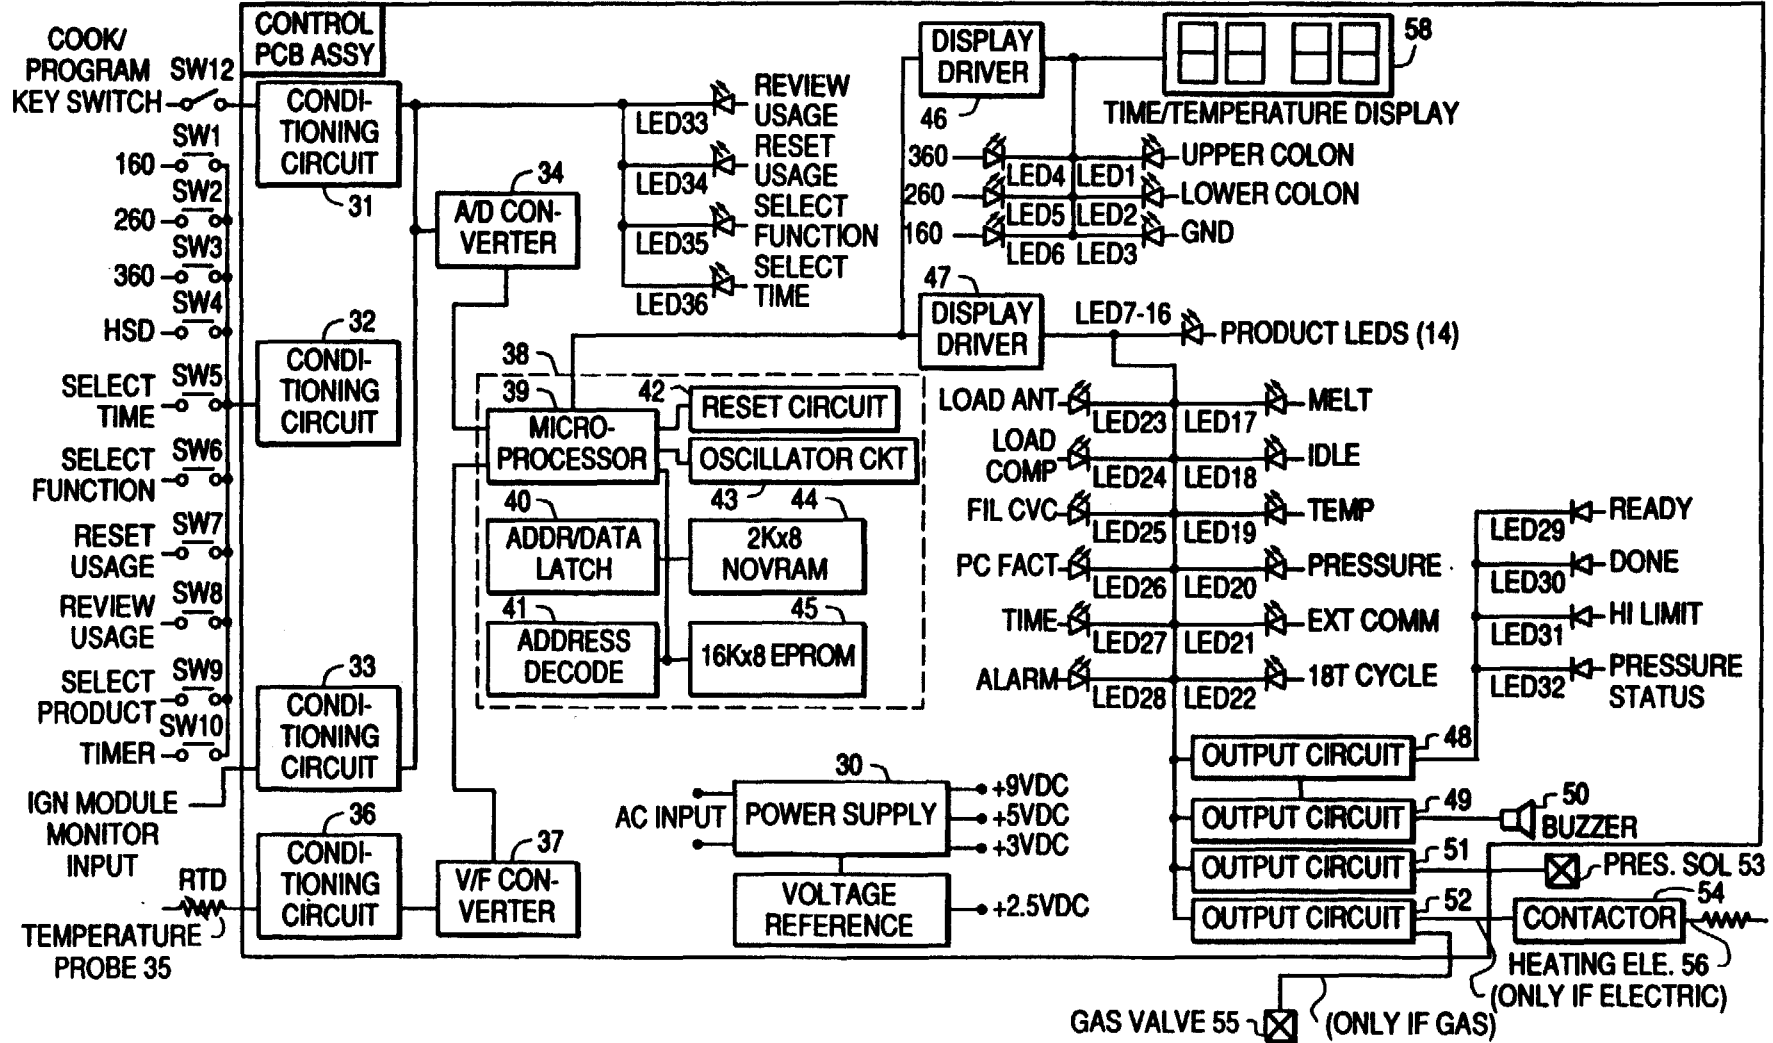 CONTROL
PCB ASSY
COOK/
PROGRAM
KEY SWITCH
SW12
SW1
160
SW2
260
SW3
360
SW4
HSD
SELECT
TIME
SW5
SELECT
FUNCTION
SW6
RESET
USAGE
SW7
REVIEW
USAGE
SW8
SELECT
PRODUCT
SW9
SW10
TIMER
IGN MODULE
MONITOR
INPUT
RTD
TEMPERATURE
PROBE 35
CONDI-
TIONING
CIRCUIT
31
32
CONDI-
TIONING
CIRCUIT
33
CONDI-
TIONING
CIRCUIT
36
CONDI-
TIONING
CIRCUIT
34
A/D CON-
VERTER
37
V/F CON-
VERTER
LED33
REVIEW
USAGE
LED34
RESET
USAGE
LED35
SELECT
FUNCTION
LED36
SELECT
TIME
38
39
MICRO-
PROCESSOR
42
RESET CIRCUIT
OSCILLATOR CKT
43
40
ADDR/DATA
LATCH
44
2Kx8
NOVRAM
41
ADDRESS
DECODE
45
16Kx8 EPROM
30
AC INPUT
POWER SUPPLY
+9VDC
+5VDC
+3VDC
VOLTAGE
REFERENCE
+2.5VDC
DISPLAY
DRIVER
46
58
TIME/TEMPERATURE DISPLAY
360
LED4
LED1
UPPER COLON
260
LED5
LED2
LOWER COLON
160
LED6
LED3
GND
47
DISPLAY
DRIVER
LED7-16
PRODUCT LEDS (14)
LOAD ANT
LED23
LED17
MELT
LOAD
COMP
LED24
LED18
IDLE
FIL CVC
LED25
LED19
TEMP
PC FACT
LED26
LED20
PRESSURE
TIME
LED27
LED21
EXT COMM
ALARM
LED28
LED22
18T CYCLE
LED29
READY
LED30
DONE
LED31
HI LIMIT
LED32
PRESSURE
STATUS
OUTPUT CIRCUIT
48
OUTPUT CIRCUIT
49
50
BUZZER
OUTPUT CIRCUIT
51
PRES. SOL 53
OUTPUT CIRCUIT
52
54
CONTACTOR
HEATING ELE. 56
(ONLY IF ELECTRIC)
GAS VALVE 55
(ONLY IF GAS)